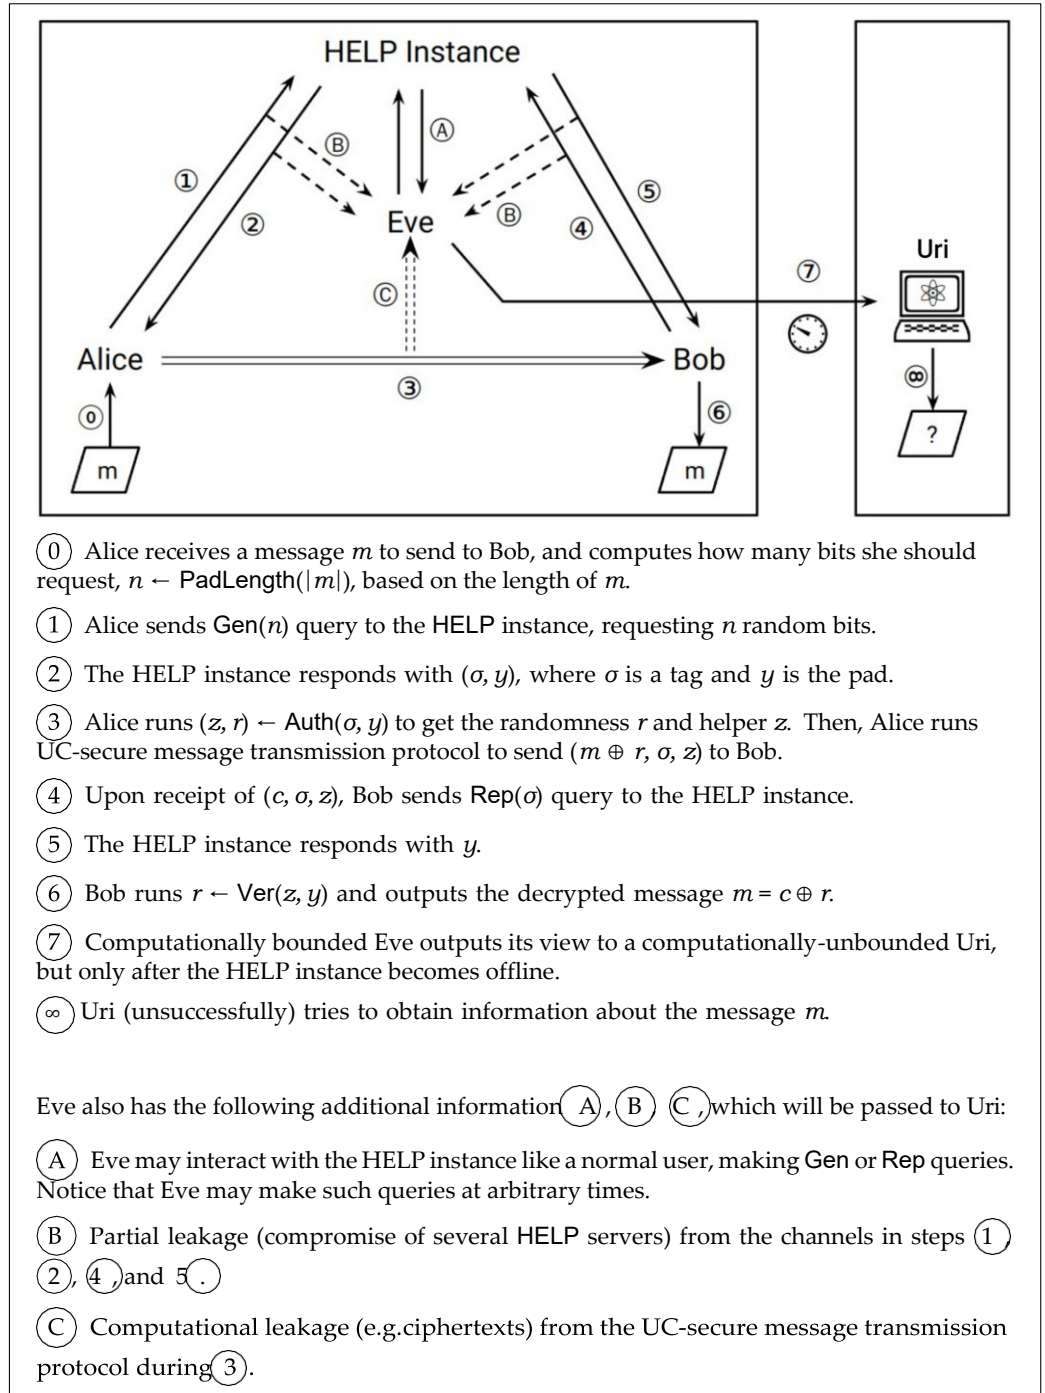 HELP Instance
Ⓐ
Ⓑ
①
②
Eve
Ⓑ
④
⑤
Ⓒ
⑦
Uri
Alice
③
Bob
⓪
m
⑥
m
∞
?
⓪ Alice receives a message m to send to Bob, and computes how many bits she should
request, n ← PadLength(|m|), based on the length of m.
① Alice sends Gen(n) query to the HELP instance, requesting n random bits.
② The HELP instance responds with (σ, y), where σ is a tag and y is the pad.
③ Alice runs (z, r) ← Auth(σ, y) to get the randomness r and helper z. Then, Alice runs
UC-secure message transmission protocol to send (m ⊕ r, σ, z) to Bob.
④ Upon receipt of (c, σ, z), Bob sends Rep(σ) query to the HELP instance.
⑤ The HELP instance responds with y.
⑥ Bob runs r ← Ver(z, y) and outputs the decrypted message m = c ⊕ r.
⑦ Computationally bounded Eve outputs its view to a computationally-unbounded Uri,
but only after the HELP instance becomes offline.
∞ Uri (unsuccessfully) tries to obtain information about the message m.
Eve also has the following additional information Ⓐ, Ⓑ, Ⓒ, which will be passed to Uri:
Ⓐ Eve may interact with the HELP instance like a normal user, making Gen or Rep queries.
Notice that Eve may make such queries at arbitrary times.
Ⓑ Partial leakage (compromise of several HELP servers) from the channels in steps ①,
②, ④, and ⑤.
Ⓒ Computational leakage (e.g.ciphertexts) from the UC-secure message transmission
protocol during ③.